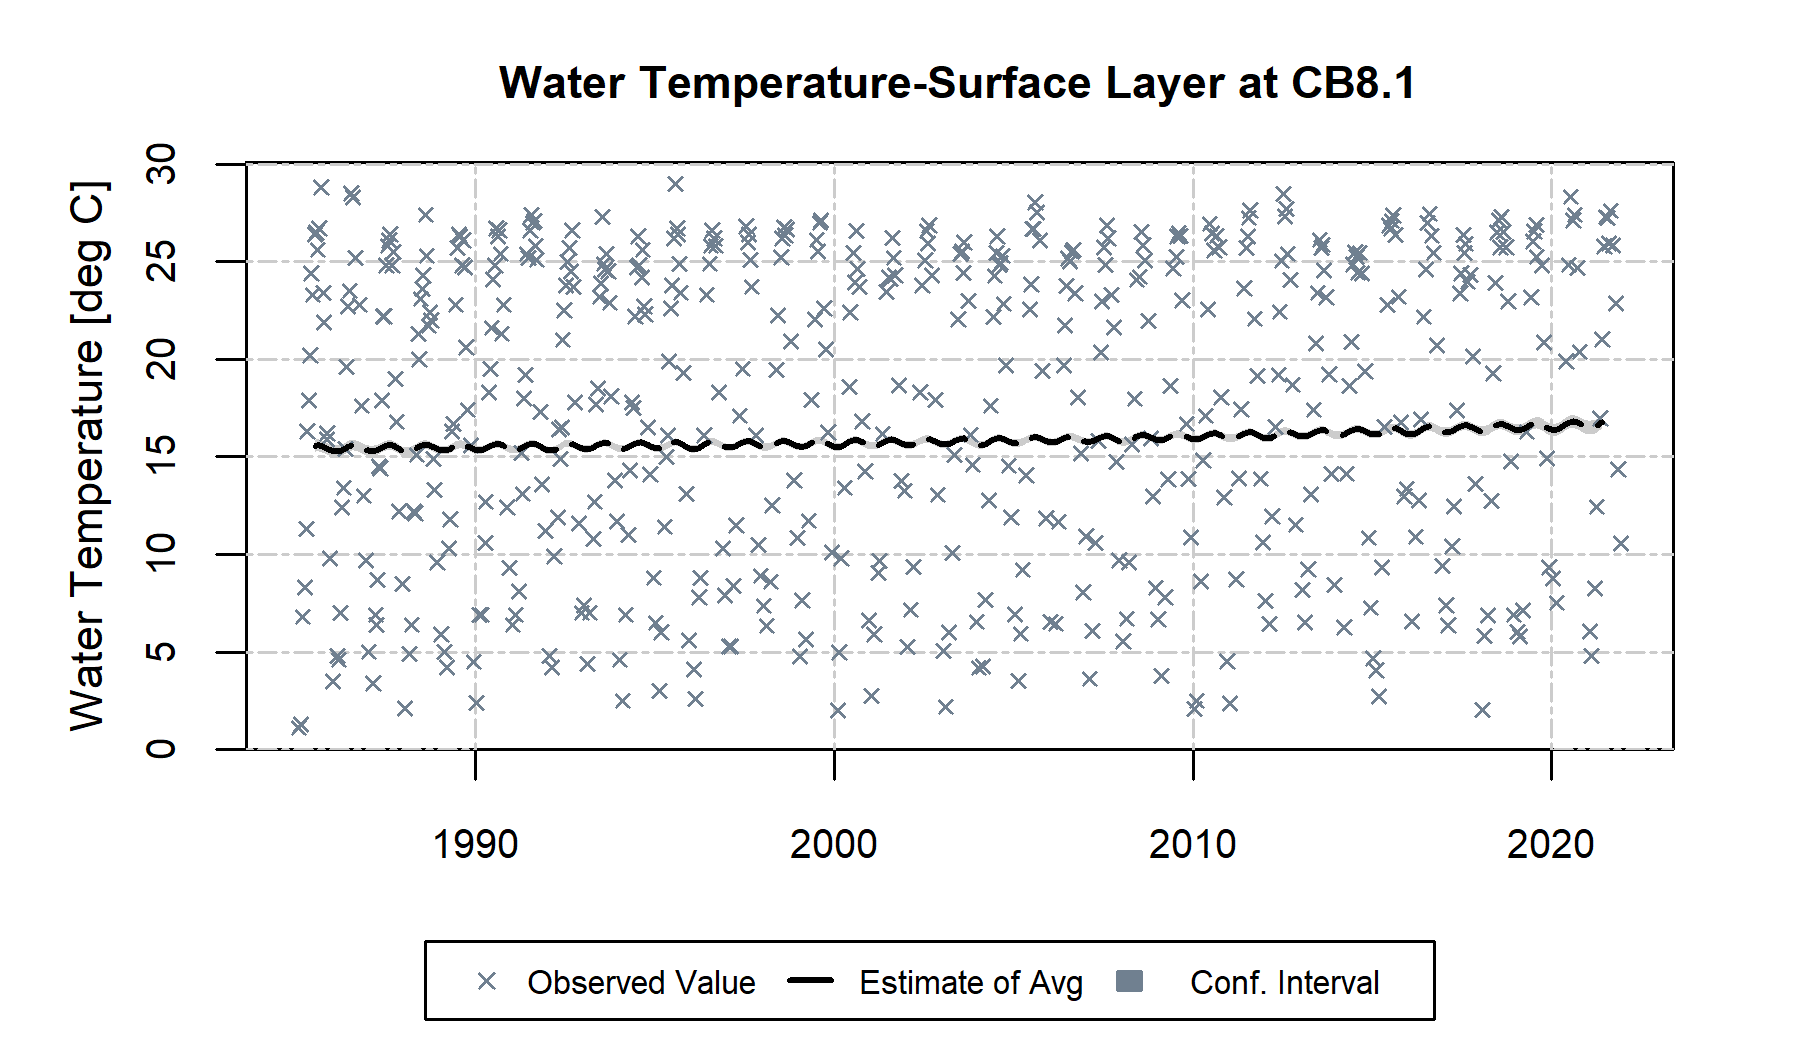 Water Temperature-Surface Layer at CB8.1
Water Temperature [deg C]
30
25
20
15
10
5
0
1990 2000 2010 2020
Observed Value Estimate of Avg Conf. Interval